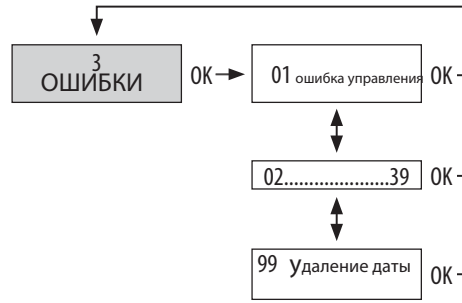 3
ОШИБКИ
OK
01 ошибка управления
OK
02.....................39
OK
99 Удаление даты
OK